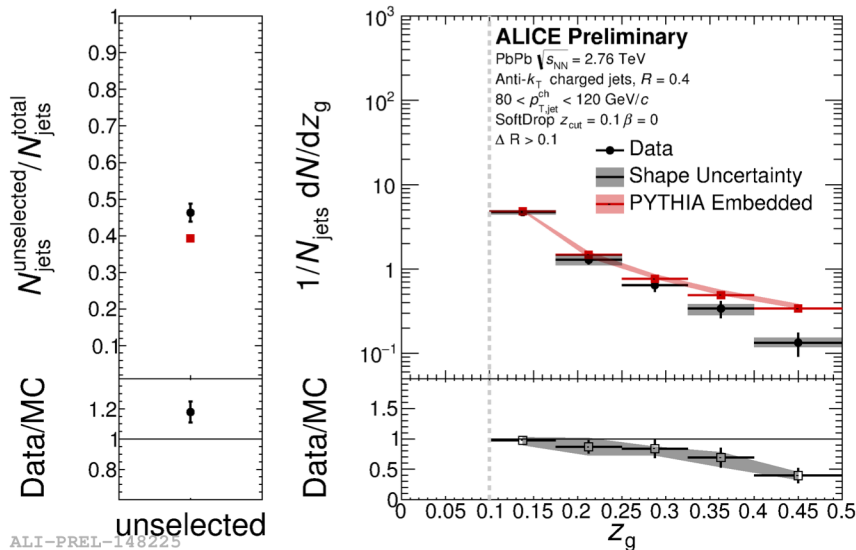 N_jets^unselected/N_jets^total
1
0.9
0.8
0.7
0.6
0.5
0.4
0.3
0.2
0.1
Data/MC
1.2
1
0.8
unselected
1/N_jets dN/dz_g
10³
10²
10
1
10⁻¹
ALICE Preliminary
PbPb √s_NN = 2.76 TeV
Anti-k_T charged jets, R = 0.4
80 < p_T,jet^ch < 120 GeV/c
SoftDrop z_cut = 0.1 β = 0
Δ R > 0.1
Data
Shape Uncertainty
PYTHIA Embedded
Data/MC
1.5
1
0.5
0
0 0.05 0.1 0.15 0.2 0.25 0.3 0.35 0.4 0.45 0.5
z_g
ALI-PREL-148225